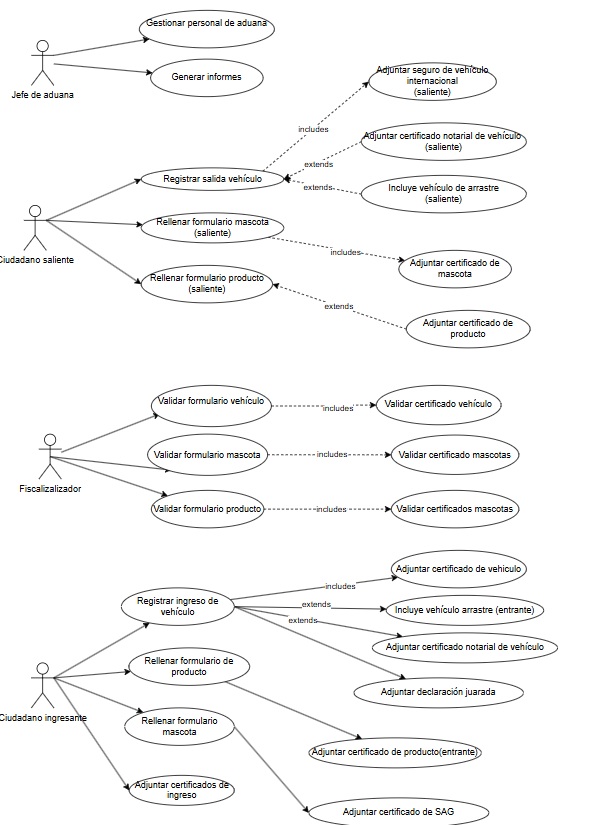 Gestionar personal de aduana
Generar informes
Jefe de aduana
Adjuntar seguro de vehículo
internacional
(saliente)
includes
Adjuntar certificado notarial de vehículo
(saliente)
extends
Registrar salida vehículo
extends
Incluye vehículo de arrastre
(saliente)
Rellenar formulario mascota
(saliente)
Ciudadano saliente
includes
Adjuntar certificado de
mascota
Rellenar formulario producto
(saliente)
extends
Adjuntar certificado de
producto
Validar formulario vehículo
includes
Validar certificado vehículo
Validar formulario mascota
includes
Validar certificado mascotas
Fiscalizalizador
Validar formulario producto
includes
Validar certificados mascotas
Adjuntar certificado de vehiculo
includes
Registrar ingreso de
vehículo
extends
Incluye vehículo arrastre (entrante)
extends
Adjuntar certificado notarial de vehículo
Rellenar formulario de
producto
Adjuntar declaración juarada
Ciudadano ingresante
Rellenar formulario
mascota
Adjuntar certificado de producto(entrante)
Adjuntar certificados de
ingreso
Adjuntar certificado de SAG